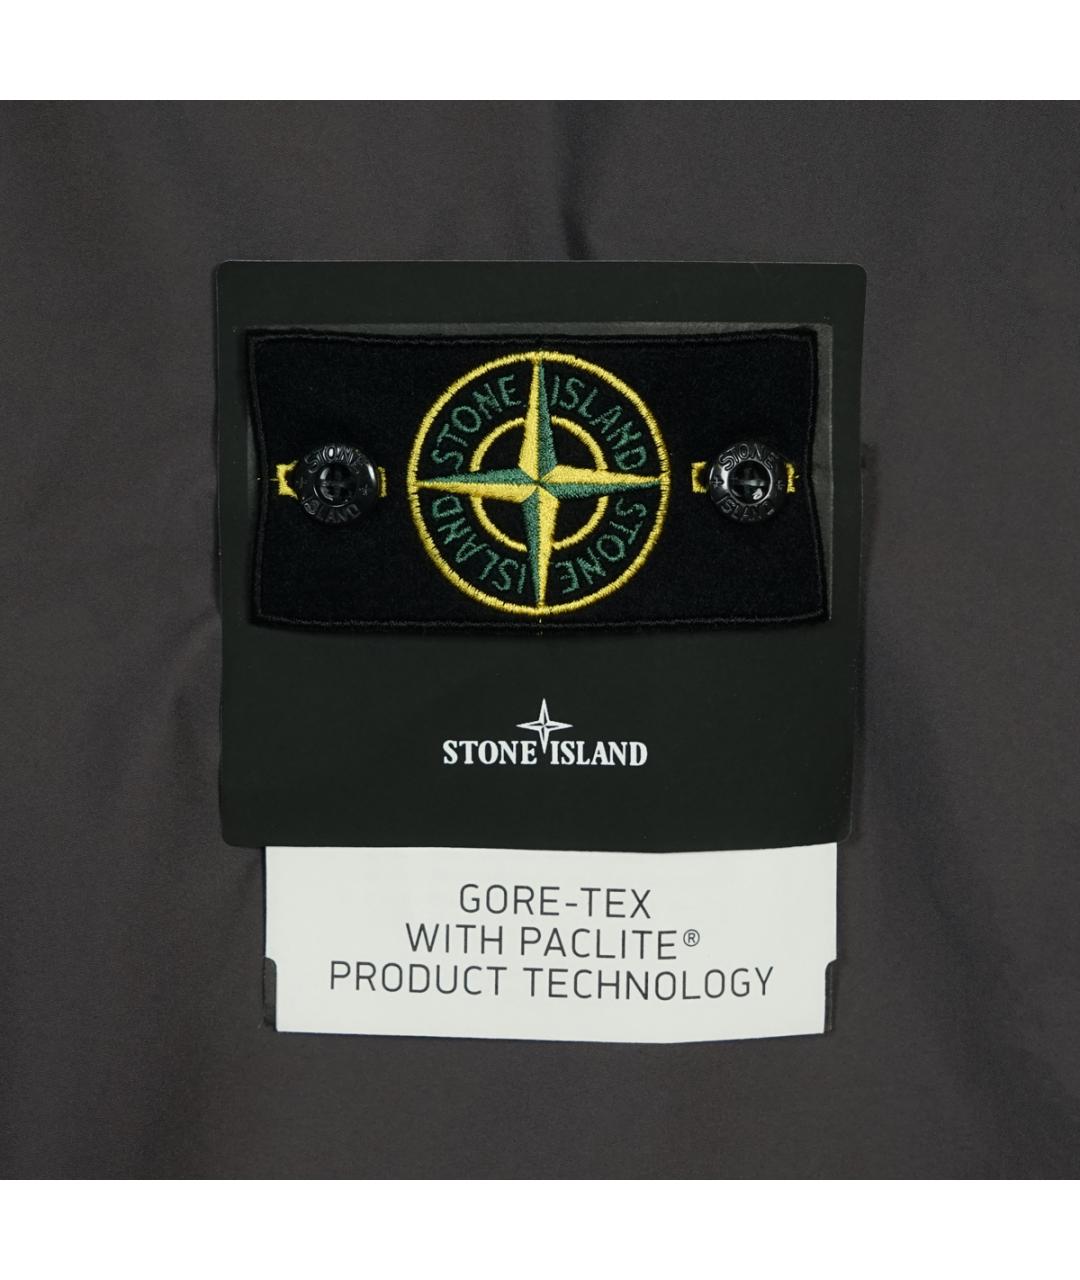 STONE ISLAND
STONE ISLAND
STONE
ISLAND
STONE
ISLAND
STONE ISLAND
GORE-TEX
WITH PACLITE®
PRODUCT TECHNOLOGY